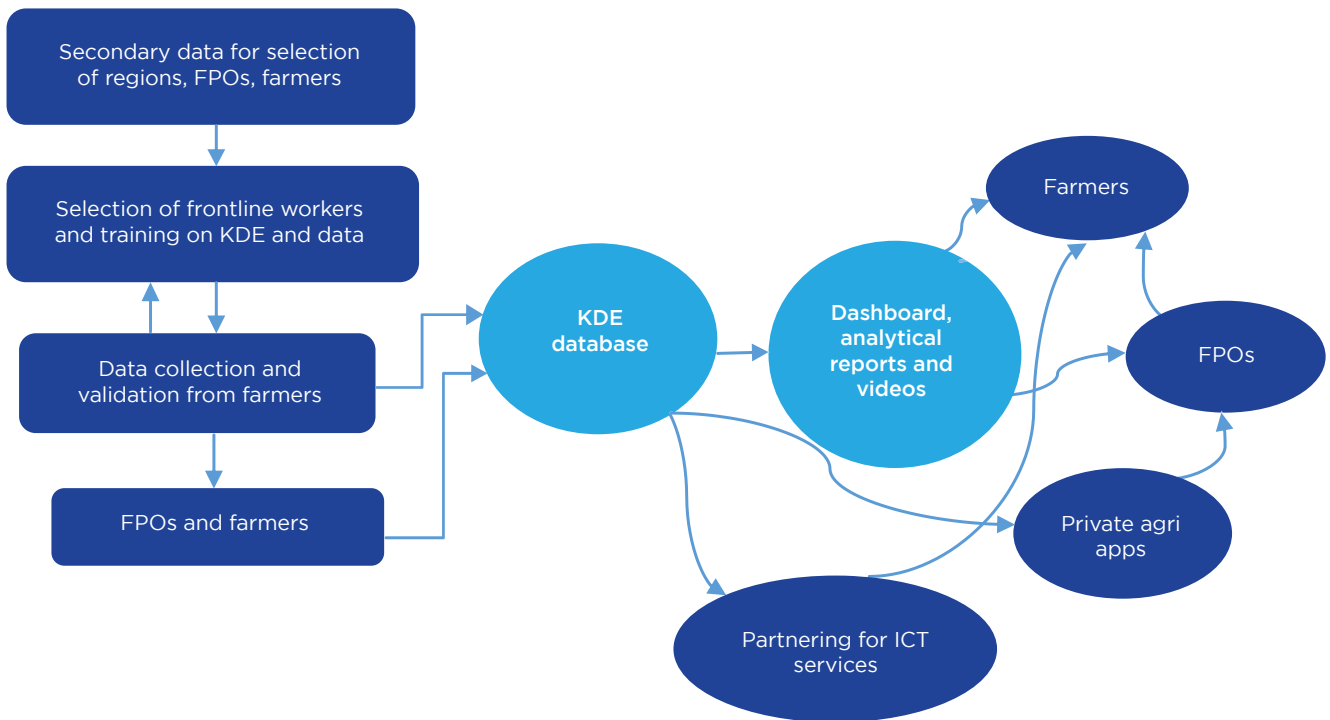 Secondary data for selection
of regions, FPOs, farmers
Selection of frontline workers
and training on KDE and data
Data collection and
validation from farmers
FPOs and farmers
KDE
database
Dashboard,
analytical
reports and
videos
Farmers
FPOs
Private agri
apps
Partnering for ICT
services